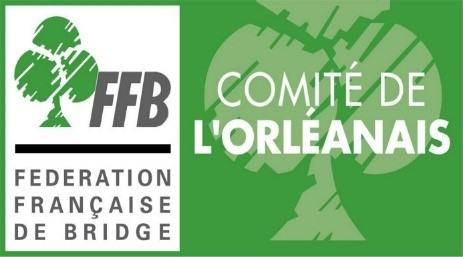 FFB
FEDERATION
FRANÇAISE
DE BRIDGE
COMITÉ DE
L'ORLÉANAIS